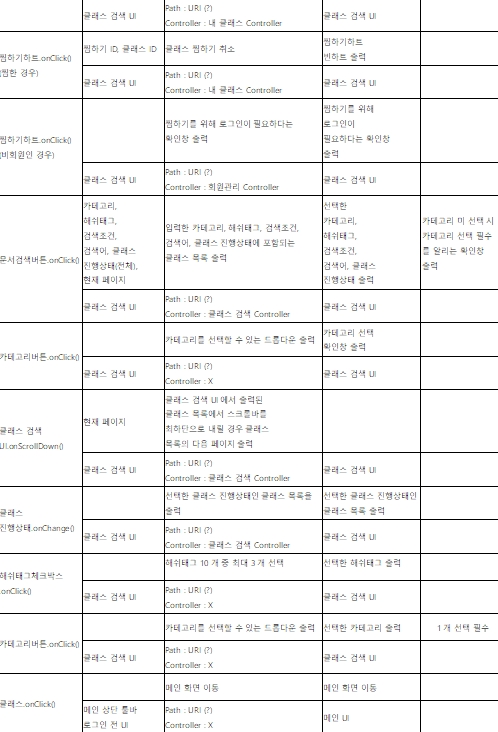 클래스 검색 UI
Path : URI (?)
Controller : 내 클래스 Controller
클래스 검색 UI
찜하기하트.onClick()
(찜한 경우)
찜하기 ID, 클래스 ID
클래스 찜하기 취소
찜하기하트
빈하트 출력
클래스 검색 UI
Path : URI (?)
Controller : 내 클래스 Controller
클래스 검색 UI
찜하기하트.onClick()
(비회원인 경우)
찜하기를 위해 로그인이 필요하다는
확인창 출력
찜하기를 위해
로그인이
필요하다는 확인창
출력
클래스 검색 UI
Path : URI (?)
Controller : 회원관리 Controller
클래스 검색 UI
문서검색버튼.onClick()
카테고리,
해쉬태그,
검색조건,
검색어, 클래스
진행상태(전체),
현재 페이지
입력한 카테고리, 해쉬태그, 검색조건,
검색어, 클래스 진행상태에 포함되는
클래스 목록 출력
선택한
카테고리,
해쉬태그,
검색조건,
검색어, 클래스
진행상태 출력
카테고리 미 선택 시
카테고리 선택 필수
를 알리는 확인창
출력
클래스 검색 UI
Path : URI (?)
Controller : 클래스 검색 Controller
클래스 검색 UI
카테고리버튼.onClick()
카테고리를 선택할 수 있는 드롭다운 출력
카테고리 선택
확인창 출력
클래스 검색 UI
Path : URI (?)
Controller : X
클래스 검색 UI
클래스 검색
UI.onScrollDown()
현재 페이지
클래스 검색 UI에서 출력된
클래스 목록에서 스크롤바를
최하단으로 내릴 경우 클래스
목록의 다음 페이지 출력
클래스 검색 UI
Path : URI (?)
Controller : 클래스 검색 Controller
클래스 검색 UI
클래스
진행상태.onChange()
선택한 클래스 진행상태인 클래스 목록을
출력
선택한 클래스 진행상태인
클래스 목록 출력
클래스 검색 UI
Path : URI (?)
Controller : 클래스 검색 Controller
클래스 검색 UI
해쉬태그체크박스
.onClick()
해쉬태그 10 개 중 최대 3 개 선택
선택한 해쉬태그 출력
클래스 검색 UI
Path : URI (?)
Controller : X
클래스 검색 UI
카테고리버튼.onClick()
카테고리를 선택할 수 있는 드롭다운 출력
선택한 카테고리 출력
1 개 선택 필수
클래스 검색 UI
Path : URI (?)
Controller : X
클래스 검색 UI
클래스.onClick()
메인 화면 이동
메인 화면 이동
메인 상단 툴바
로그인 전 UI
Path : URI (?)
Controller : X
메인 UI